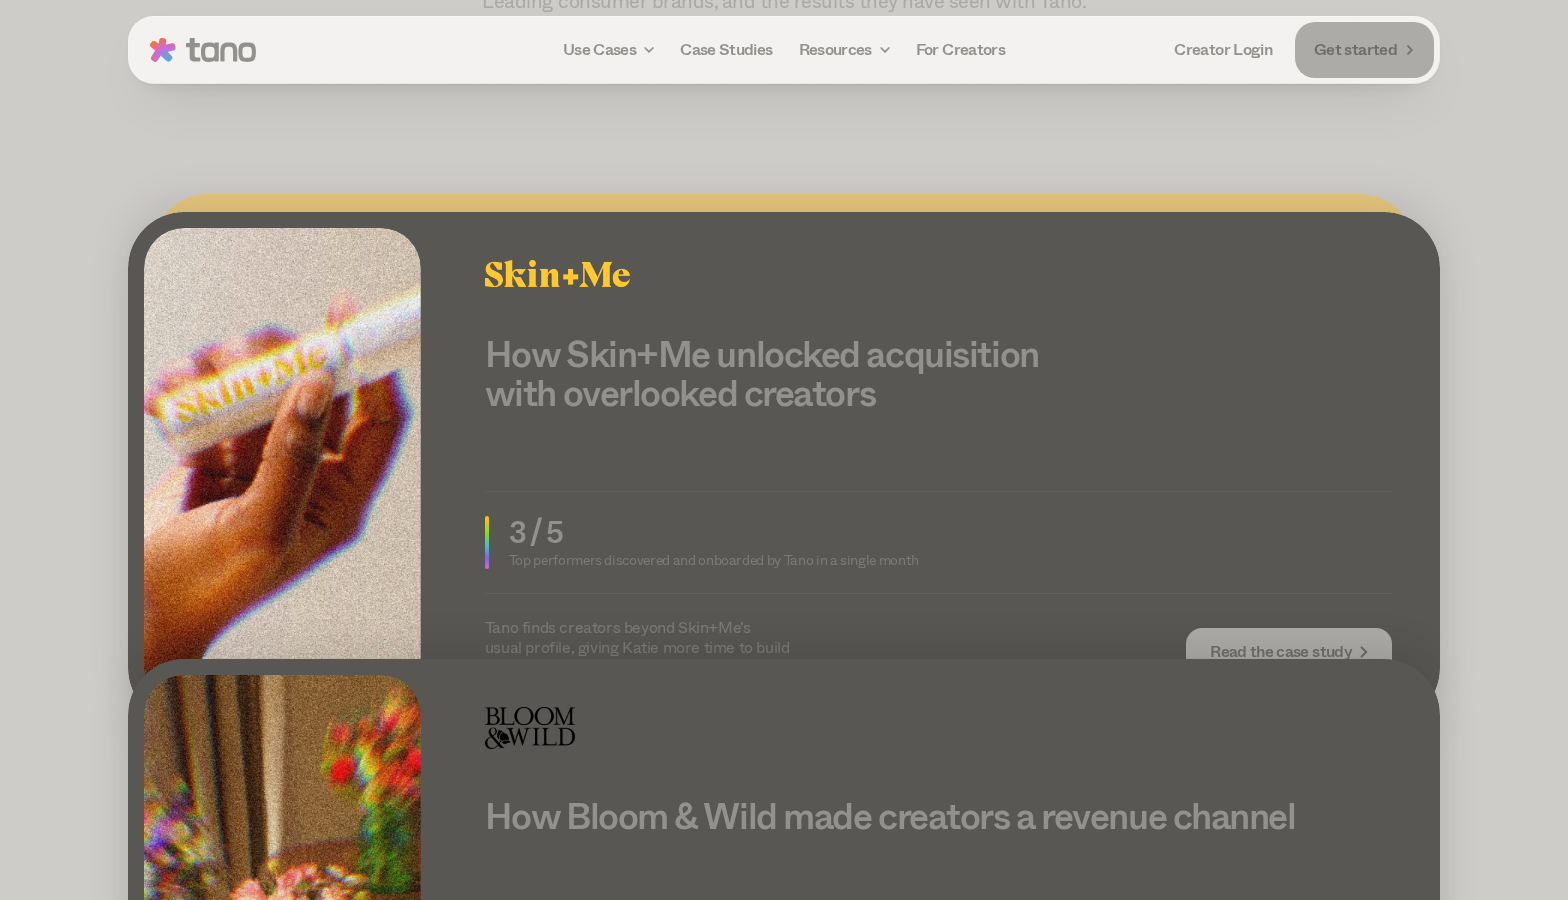 Leading consumer brands, and the results they have seen with Tano.
tano
Use Cases
Case Studies
Resources
For Creators
Creator Login
Get started
Skin+Me
Skin+Me
How Skin+Me unlocked acquisition
with overlooked creators
3 / 5
Top performers discovered and onboarded by Tano in a single month
Tano finds creators beyond Skin+Me's
usual profile, giving Katie more time to build
Read the case study
BLOOM
&WILD
How Bloom & Wild made creators a revenue channel